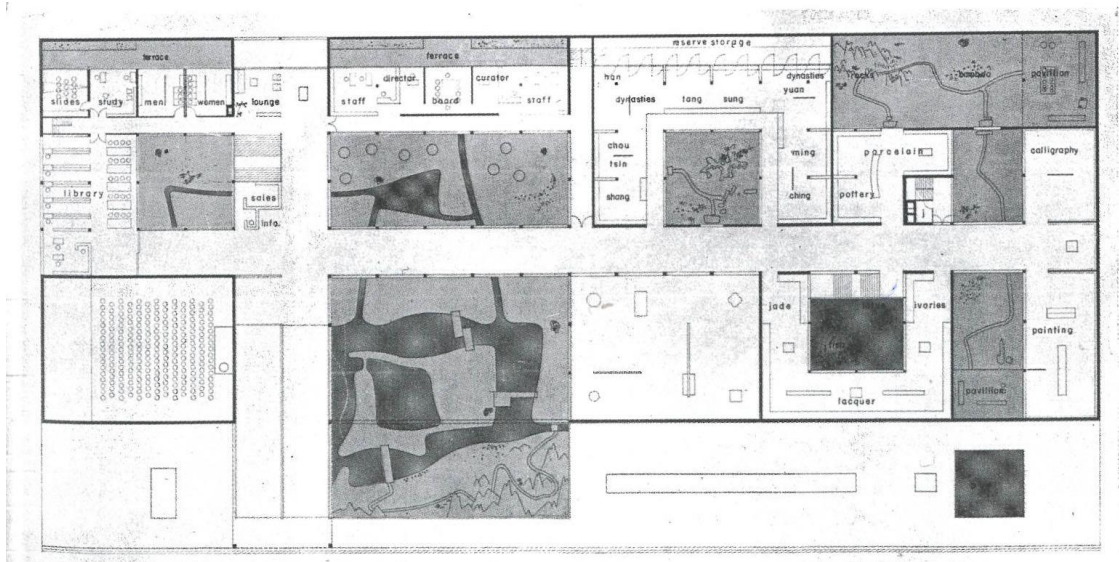 terrace
terrace
reserve storage
slides
study
men
women
lounge
director
staff
board
curator
staff
han
dynasties
dynasties
yuan
tang
sung
rocks
bamboo
pavilion
chou
tsin
shang
ming
ching
porcelain
pottery
calligraphy
library
sales
info.
jade
ivories
fish
lacquer
pavilion
painting